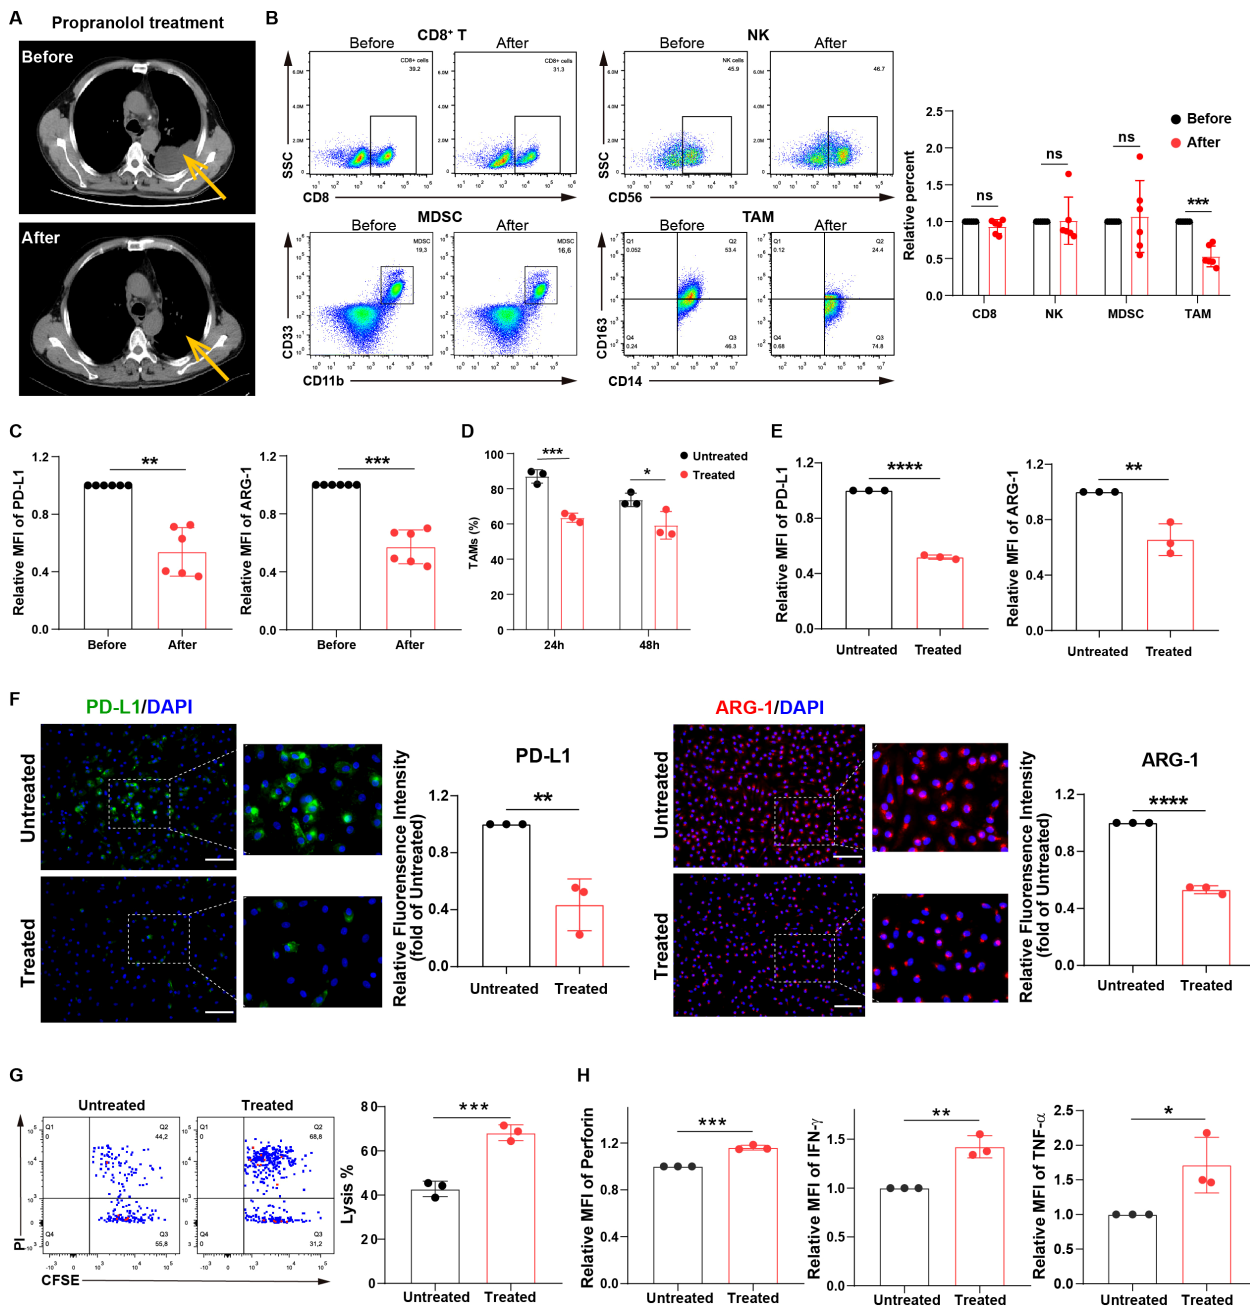 A
Propranolol treatment
Before
After
B
CD8⁺ T
Before
After
CD8+ cells
39.2
CD8+ cells
31.3
6.0M
4.0M
2.0M
0
SSC
CD8
NK
Before
After
NK cells
45.9
46.7
SSC
CD56
MDSC
Before
After
MDSC
19,3
MDSC
16,6
CD33
CD11b
TAM
Before
After
Q1
0.052
Q2
53.4
Q4
0.24
Q3
46.3
Q1
0.12
Q2
24.4
Q4
0.68
Q3
74.8
CD163
CD14
Relative percent
2.5
2.0
1.5
1.0
0.5
0.0
Before
After
ns
ns
ns
***
CD8
NK
MDSC
TAM
C
Relative MFI of PD-L1
1.2
0.8
0.4
0.0
**
Before
After
Relative MFI of ARG-1
1.2
0.8
0.4
0.0
***
Before
After
D
TAMs (%)
100
80
60
40
20
0
***
*
Untreated
Treated
24h
48h
E
Relative MFI of PD-L1
1.2
0.8
0.4
0.0
****
Untreated
Treated
Relative MFI of ARG-1
1.2
0.8
0.4
0.0
**
Untreated
Treated
F
PD-L1/DAPI
Untreated
Treated
PD-L1
Relative Fluoresence Intensity
(fold of Untreated)
1.2
0.8
0.4
0.0
**
Untreated
Treated
ARG-1/DAPI
Untreated
Treated
ARG-1
Relative Fluoresence Intensity
(fold of Untreated)
1.2
0.8
0.4
0.0
****
Untreated
Treated
G
Untreated
Treated
Q1
0
Q2
44,2
Q4
0
Q3
55,8
Q1
0
Q2
68,8
Q4
0
Q3
31,2
PI
CFSE
Lysis %
80
60
40
20
0
***
Untreated
Treated
H
Relative MFI of Perforin
1.2
0.8
0.4
0.0
***
Untreated
Treated
Relative MFI of IFN-γ
1.5
1.0
0.5
0.0
**
Untreated
Treated
Relative MFI of TNF-α
2.5
2.0
1.5
1.0
0.5
0.0
*
Untreated
Treated